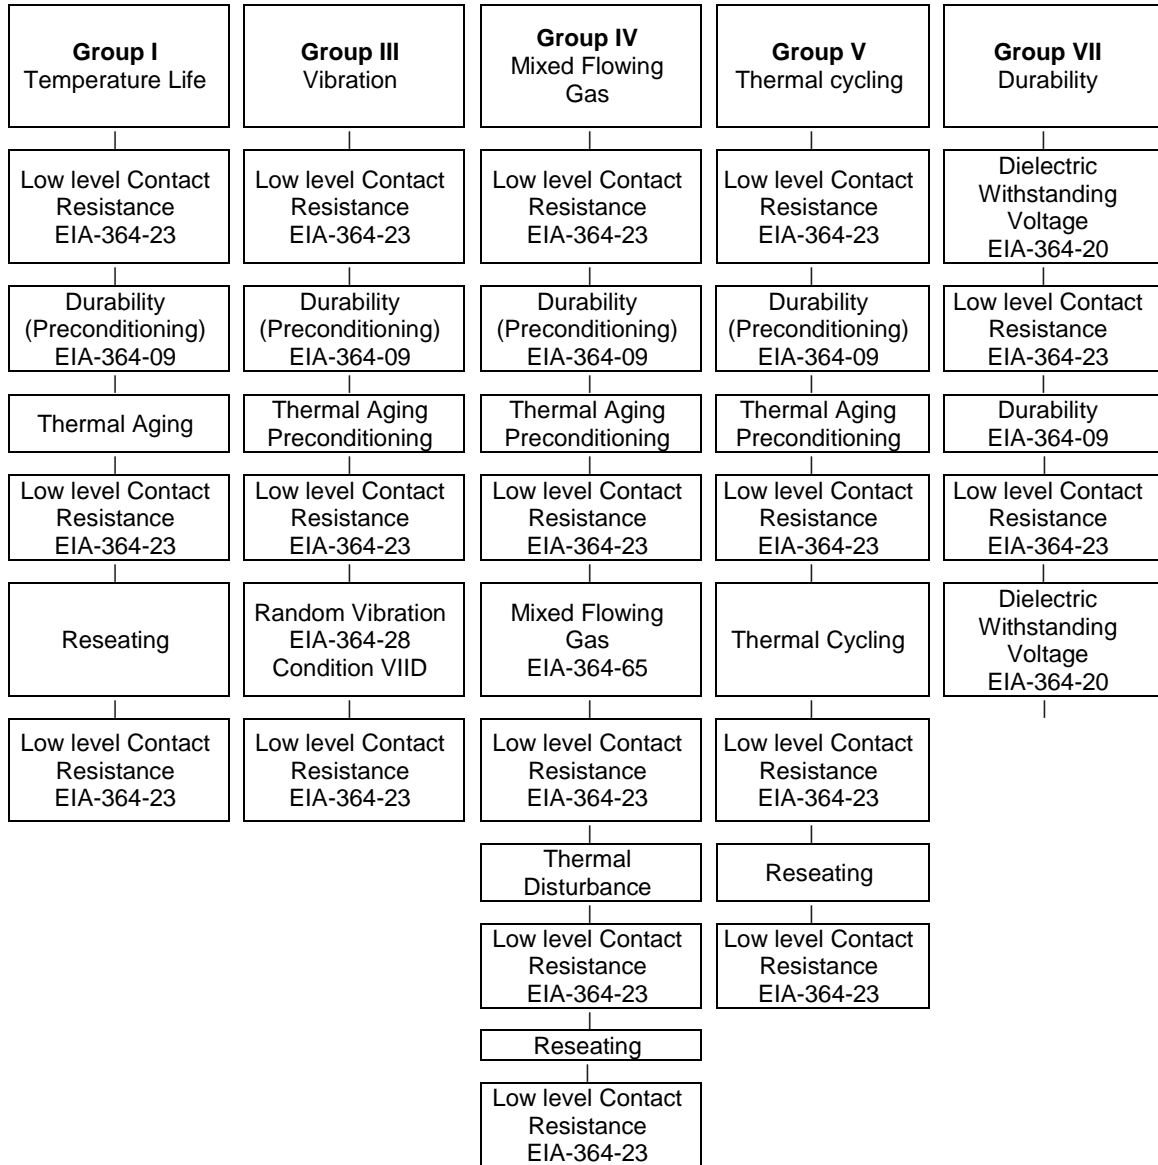 Group I
Temperature Life
Low level Contact
Resistance
EIA-364-23
Durability
(Preconditioning)
EIA-364-09
Thermal Aging
Low level Contact
Resistance
EIA-364-23
Reseating
Low level Contact
Resistance
EIA-364-23
Group III
Vibration
Low level Contact
Resistance
EIA-364-23
Durability
(Preconditioning)
EIA-364-09
Thermal Aging
Preconditioning
Low level Contact
Resistance
EIA-364-23
Random Vibration
EIA-364-28
Condition VIID
Low level Contact
Resistance
EIA-364-23
Group IV
Mixed Flowing
Gas
Low level Contact
Resistance
EIA-364-23
Durability
(Preconditioning)
EIA-364-09
Thermal Aging
Preconditioning
Low level Contact
Resistance
EIA-364-23
Mixed Flowing
Gas
EIA-364-65
Low level Contact
Resistance
EIA-364-23
Thermal
Disturbance
Low level Contact
Resistance
EIA-364-23
Reseating
Low level Contact
Resistance
EIA-364-23
Group V
Thermal cycling
Low level Contact
Resistance
EIA-364-23
Durability
(Preconditioning)
EIA-364-09
Thermal Aging
Preconditioning
Low level Contact
Resistance
EIA-364-23
Thermal Cycling
Low level Contact
Resistance
EIA-364-23
Reseating
Low level Contact
Resistance
EIA-364-23
Group VII
Durability
Dielectric
Withstanding
Voltage
EIA-364-20
Low level Contact
Resistance
EIA-364-23
Durability
EIA-364-09
Low level Contact
Resistance
EIA-364-23
Dielectric
Withstanding
Voltage
EIA-364-20